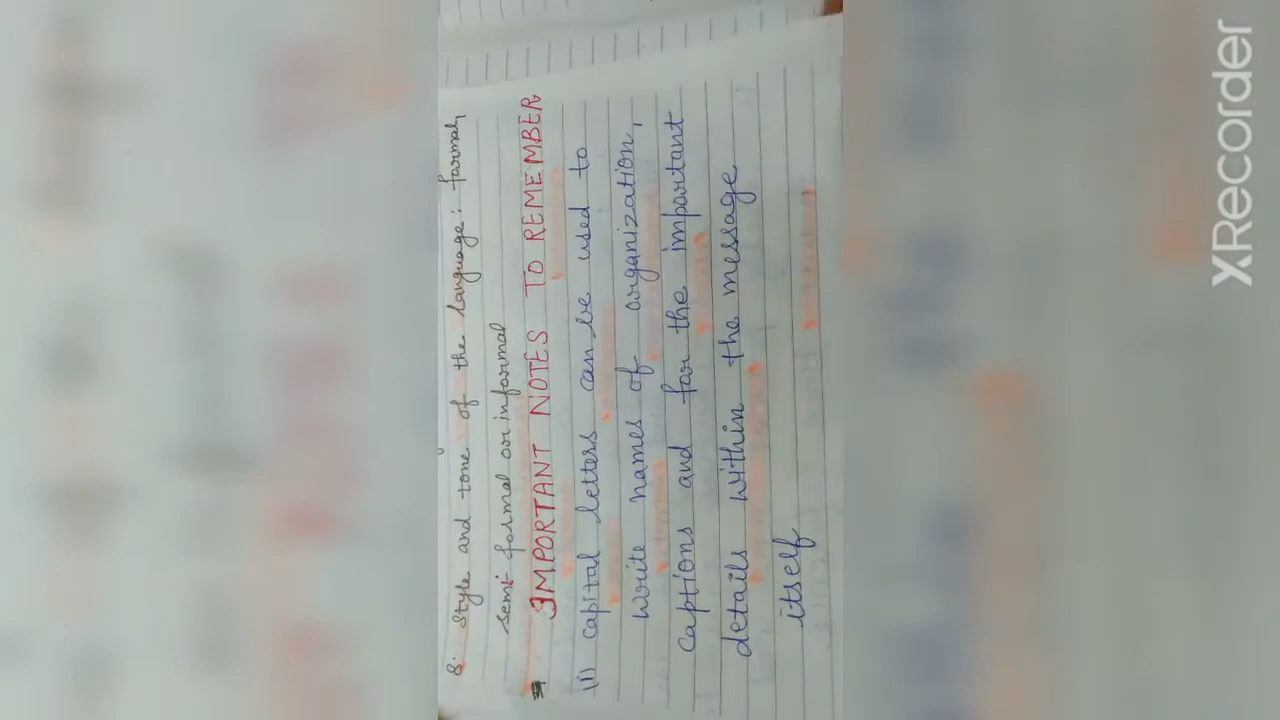 8. Style and tone of the language: formal,
semi formal or informal
IMPORTANT NOTES TO REMEMBER
(i) capital letters can be used to
write names of organization,
captions and for the important
details within the message
itself
XRecorder